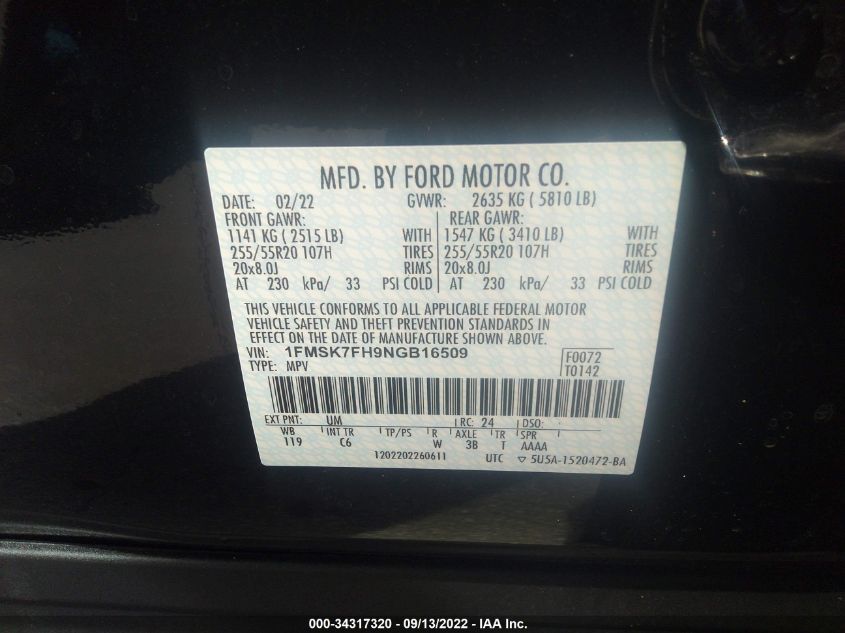 MFD. BY FORD MOTOR CO.
DATE: 02/22 GVWR: 2635 KG ( 5810 LB)
FRONT GAWR: REAR GAWR:
1141 KG ( 2515 LB) WITH 1547 KG ( 3410 LB) WITH
255/55R20 107H TIRES 255/55R20 107H TIRES
20x8.0J RIMS 20x8.0J RIMS
AT 230 kPa/ 33 PSI COLD AT 230 kPa/ 33 PSI COLD
THIS VEHICLE CONFORMS TO ALL APPLICABLE FEDERAL MOTOR
VEHICLE SAFETY AND THEFT PREVENTION STANDARDS IN
EFFECT ON THE DATE OF MANUFACTURE SHOWN ABOVE.
VIN: 1FMSK7FH9NGB16509 F0072
TYPE: MPV T0142
EXT PNT: UM RC: 24 DSO:
WB INT TR TP/PS R AXLE TR SPR
119 C6 W 3B T AAAA
1202202260611 UTC ▽ 5U5A-1520472-BA
000-34317320 / 09/13/2022 - IAA Inc.